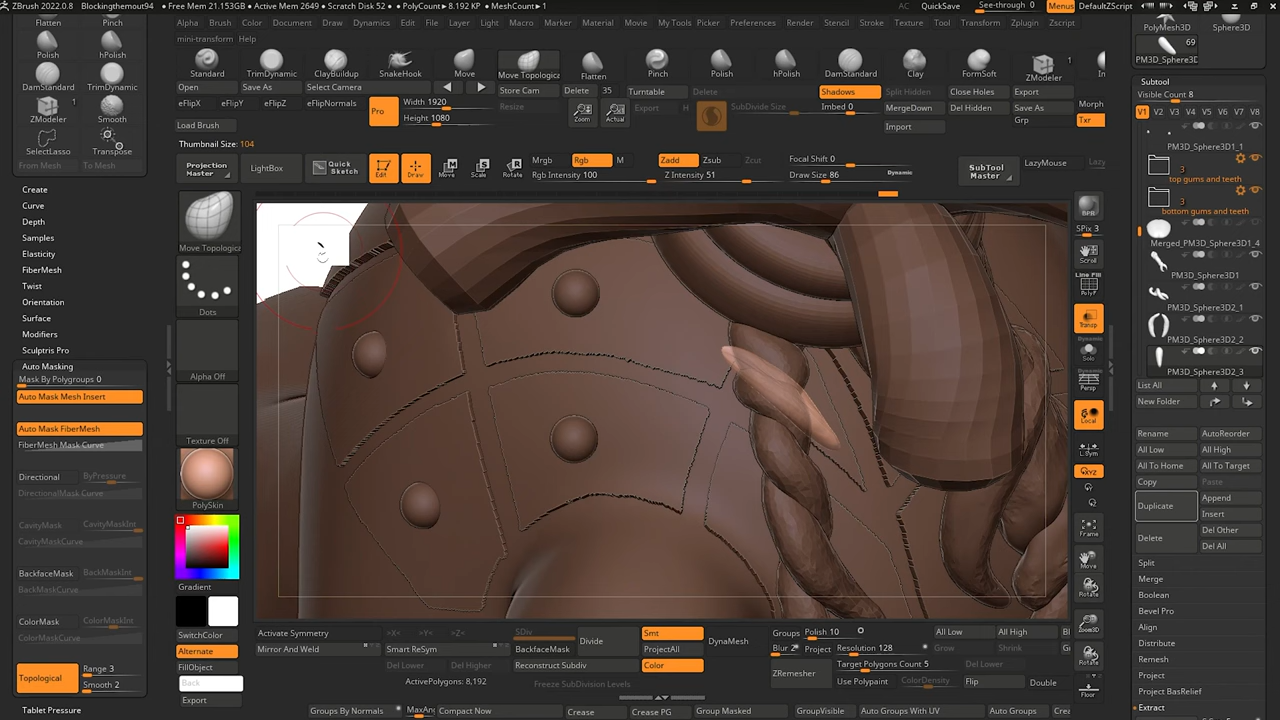 ZBrush 2022.0.8 Blockingthemout94 • Free Mem 21.153GB • Active Mem 2649 • Scratch Disk 52 • PolyCount▸8.192 KP • MeshCount▸1
AC QuickSave See-through 0 Menus DefaultZScript
Alpha Brush Color Document Draw Dynamics Edit File Layer Light Macro Marker Material Movie My Tools Picker Preferences Render Stencil Stroke Surface Texture Tool Transform Zplugin Zscript
mini-transform Help
Flatten Pinch
Polish hPolish
DamStandard TrimDynamic
ZModeler 1 Smooth
SelectLasso Transpose
From Mesh To Mesh
Create
Curve
Depth
Samples
Elasticity
FiberMesh
Twist
Orientation
Surface
Modifiers
Sculptris Pro
Auto Masking
Mask By Polygroups 0
Auto Mask Mesh Insert
Auto Mask FiberMesh
FiberMesh Mask Curve
Directional ByPressure
DirectionalMask Curve
CavityMask CavityMaskInt
CavityMaskCurve
BackfaceMask BackMaskInt
BackMaskCurve
ColorMask ColorMaskInt
ColorMaskCurve
Topological Range 3
Smooth 2
Tablet Pressure
Standard TrimDynamic ClayBuildup SnakeHook Move Move Topologica Flatten Pinch Polish hPolish DamStandard Clay FormSoft ZModeler 1
Open Save As Select Camera Store Cam Delete 35 Turntable Delete Shadows SubTool Split Hidden Close Holes Export
eFlipX eFlipY eFlipZ eFlipNormals Pro Width 1920 Height 1080 Resize Zoom Actual Export H SubDivide Size Imbed 0 MergeDown Del Hidden Save As Morph
Load Brush Import Grp Txr
Thumbnail Size: 104
Projection Master LightBox Quick Sketch Edit Draw Move Scale Rotate
Mrgb Rgb M Zadd Zsub Zcut Focal Shift 0
Rgb Intensity 100 Z Intensity 51 Draw Size 86 Dynamic
SubTool Master LazyMouse Lazy
Move Topologica
Dots
Alpha Off
Texture Off
PolySkin
Gradient
SwitchColor
Alternate
FillObject
Back
Export
BPR
SPix 3
Scroll
Line Fill
PolyF
Transp
Dynamic
Solo
Persp
Local
L.Sym
XYZ
Frame
Move
Rotate
Zoom3D
Rotate
Floor
PolyMesh3D Sphere3D
69
PM3D_Sphere3D
Subtool
Visible Count 8
V1 V2 V3 V4 V5 V6 V7 V8
PM3D_Sphere3D1_1
3
top gums and teeth
3
bottom gums and teeth
Merged_PM3D_Sphere3D1_4
PM3D_Sphere3D1
PM3D_Sphere3D2_1
PM3D_Sphere3D2_2
PM3D_Sphere3D2_3
List All
New Folder
Rename AutoReorder
All Low All High
All To Home All To Target
Copy Paste
Duplicate Append
Insert
Delete Del Other
Del All
Split
Merge
Boolean
Bevel Pro
Align
Distribute
Remesh
Project
Project BasRelief
Extract
Activate Symmetry >X< >Y< >Z< SDiv Divide Smt DynaMesh Groups Polish 10 All Low All High
Mirror And Weld Smart ReSym BackfaceMask ProjectAll Blur 2 Project Resolution 128 Grow Shrink
Del Lower Del Higher Reconstruct Subdiv Color ZRemesher Target Polygons Count 5 Del Lower
ActivePolygons: 8,192 Freeze SubDivision Levels Use Polypaint ColorDensity Flip Double
Groups By Normals Compact Now Crease Crease PG Group Masked GroupVisible Auto Groups With UV Auto Groups